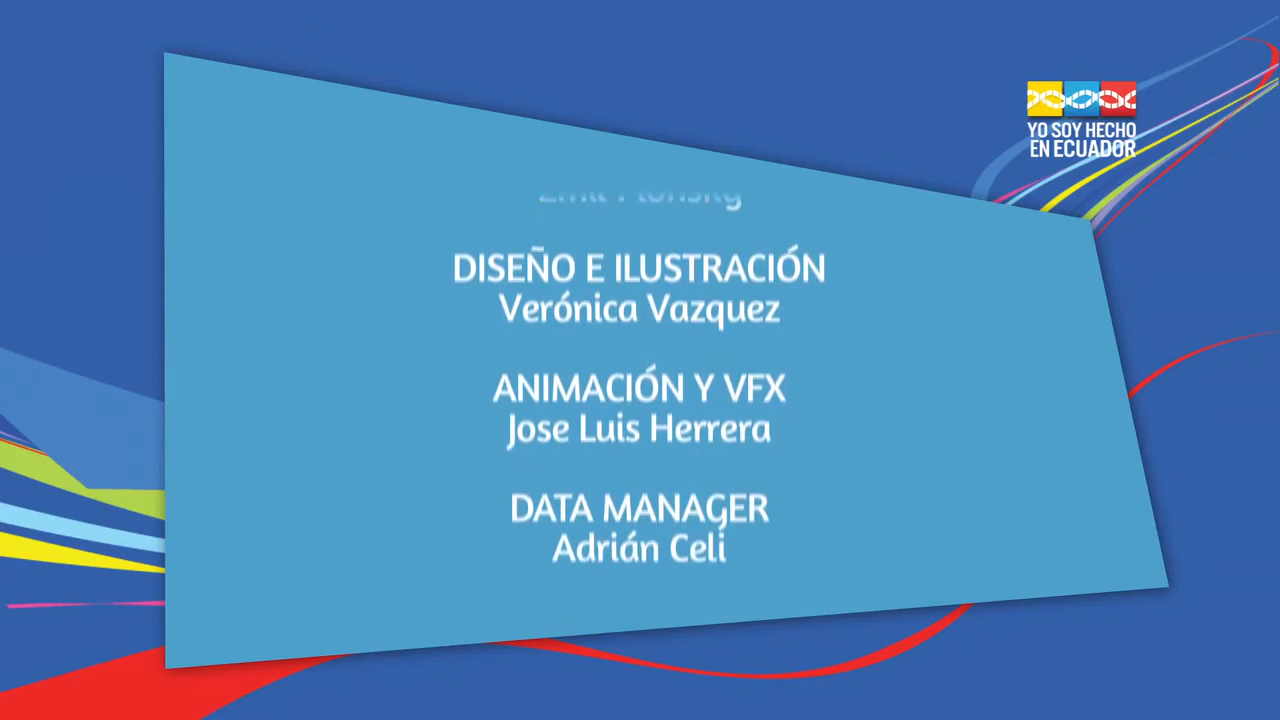 YO SOY HECHO
EN ECUADOR
DISEÑO E ILUSTRACIÓN
Verónica Vazquez
ANIMACIÓN Y VFX
Jose Luis Herrera
DATA MANAGER
Adrián Celi